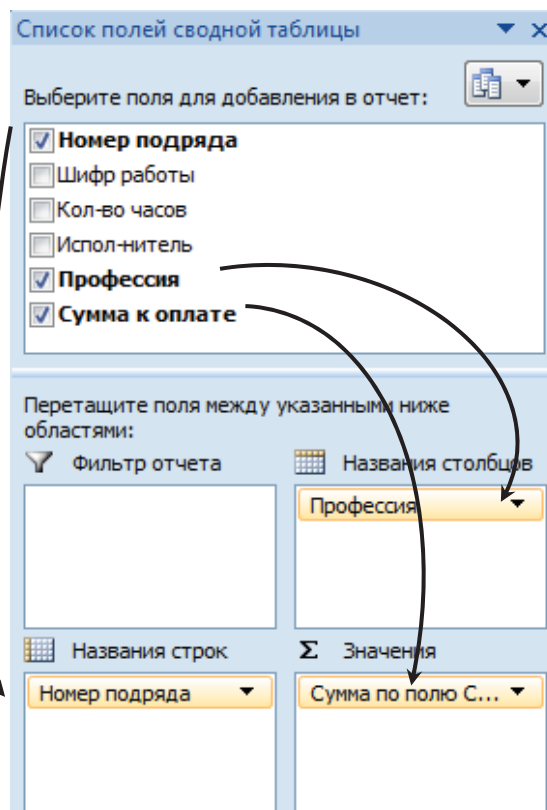 Список полей сводной таблицы
Выберите поля для добавления в отчет:
Номер подряда
Шифр работы
Кол-во часов
Испол-нитель
Профессия
Сумма к оплате
Перетащите поля между указанными ниже
областями:
Фильтр отчета
Названия столбцов
Профессия
Названия строк
Σ Значения
Номер подряда
Сумма по полю С...